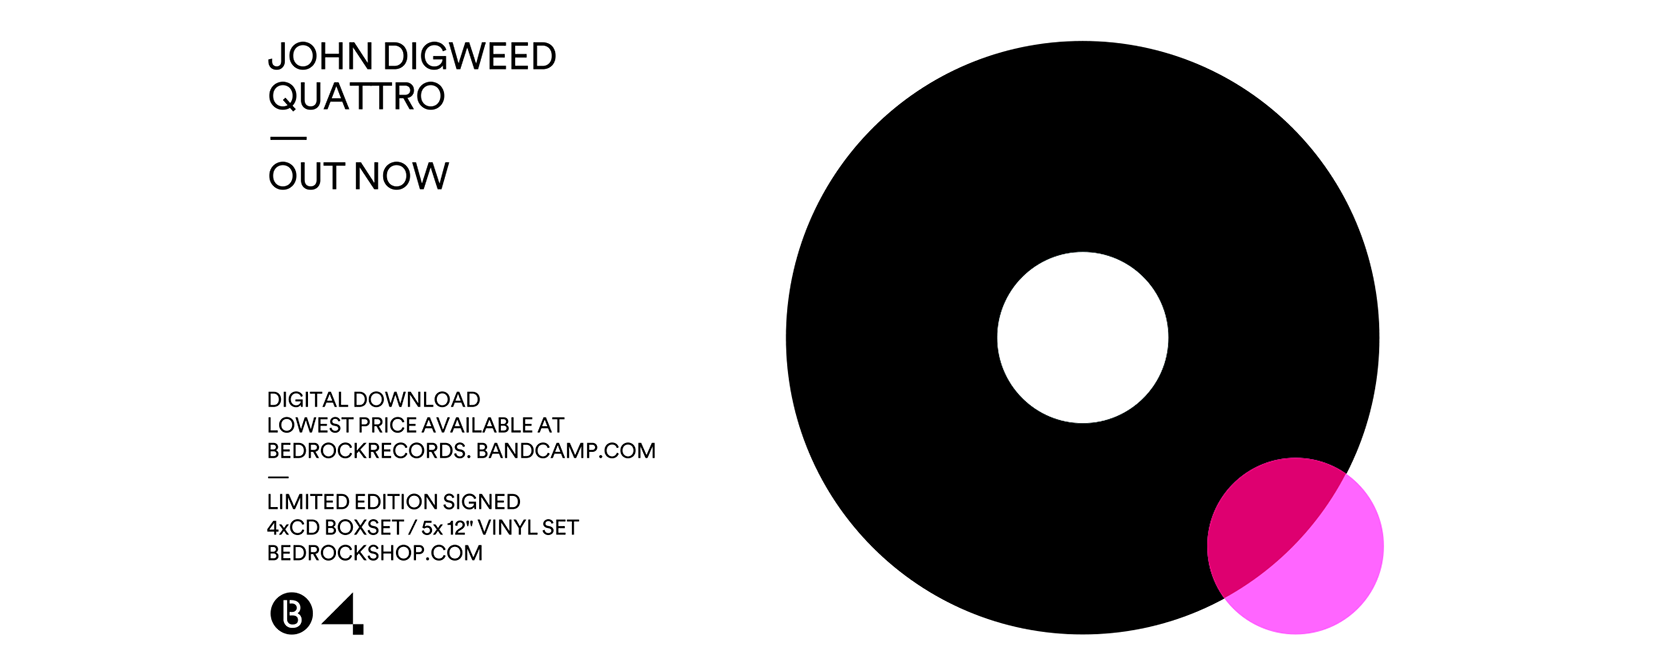 JOHN DIGWEED
QUATTRO
—
OUT NOW
DIGITAL DOWNLOAD
LOWEST PRICE AVAILABLE AT
BEDROCKRECORDS. BANDCAMP.COM
—
LIMITED EDITION SIGNED
4xCD BOXSET / 5x 12" VINYL SET
BEDROCKSHOP.COM
B 4